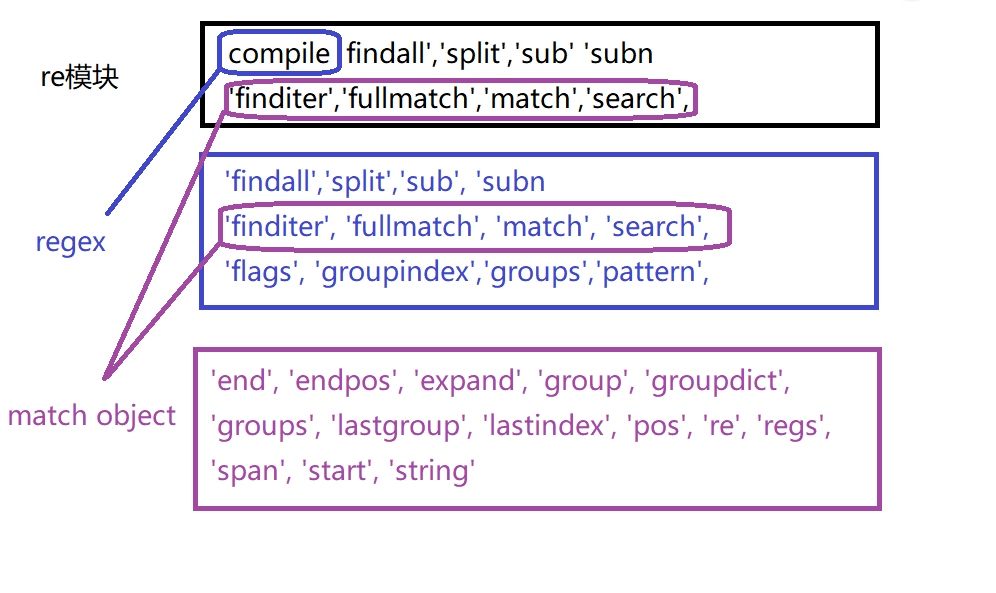 re模块
compile findall','split','sub' 'subn
'finditer','fullmatch','match','search',
regex
'findall','split','sub', 'subn
'finditer', 'fullmatch', 'match', 'search',
'flags', 'groupindex','groups','pattern',
match object
'end', 'endpos', 'expand', 'group', 'groupdict',
'groups', 'lastgroup', 'lastindex', 'pos', 're', 'regs',
'span', 'start', 'string'